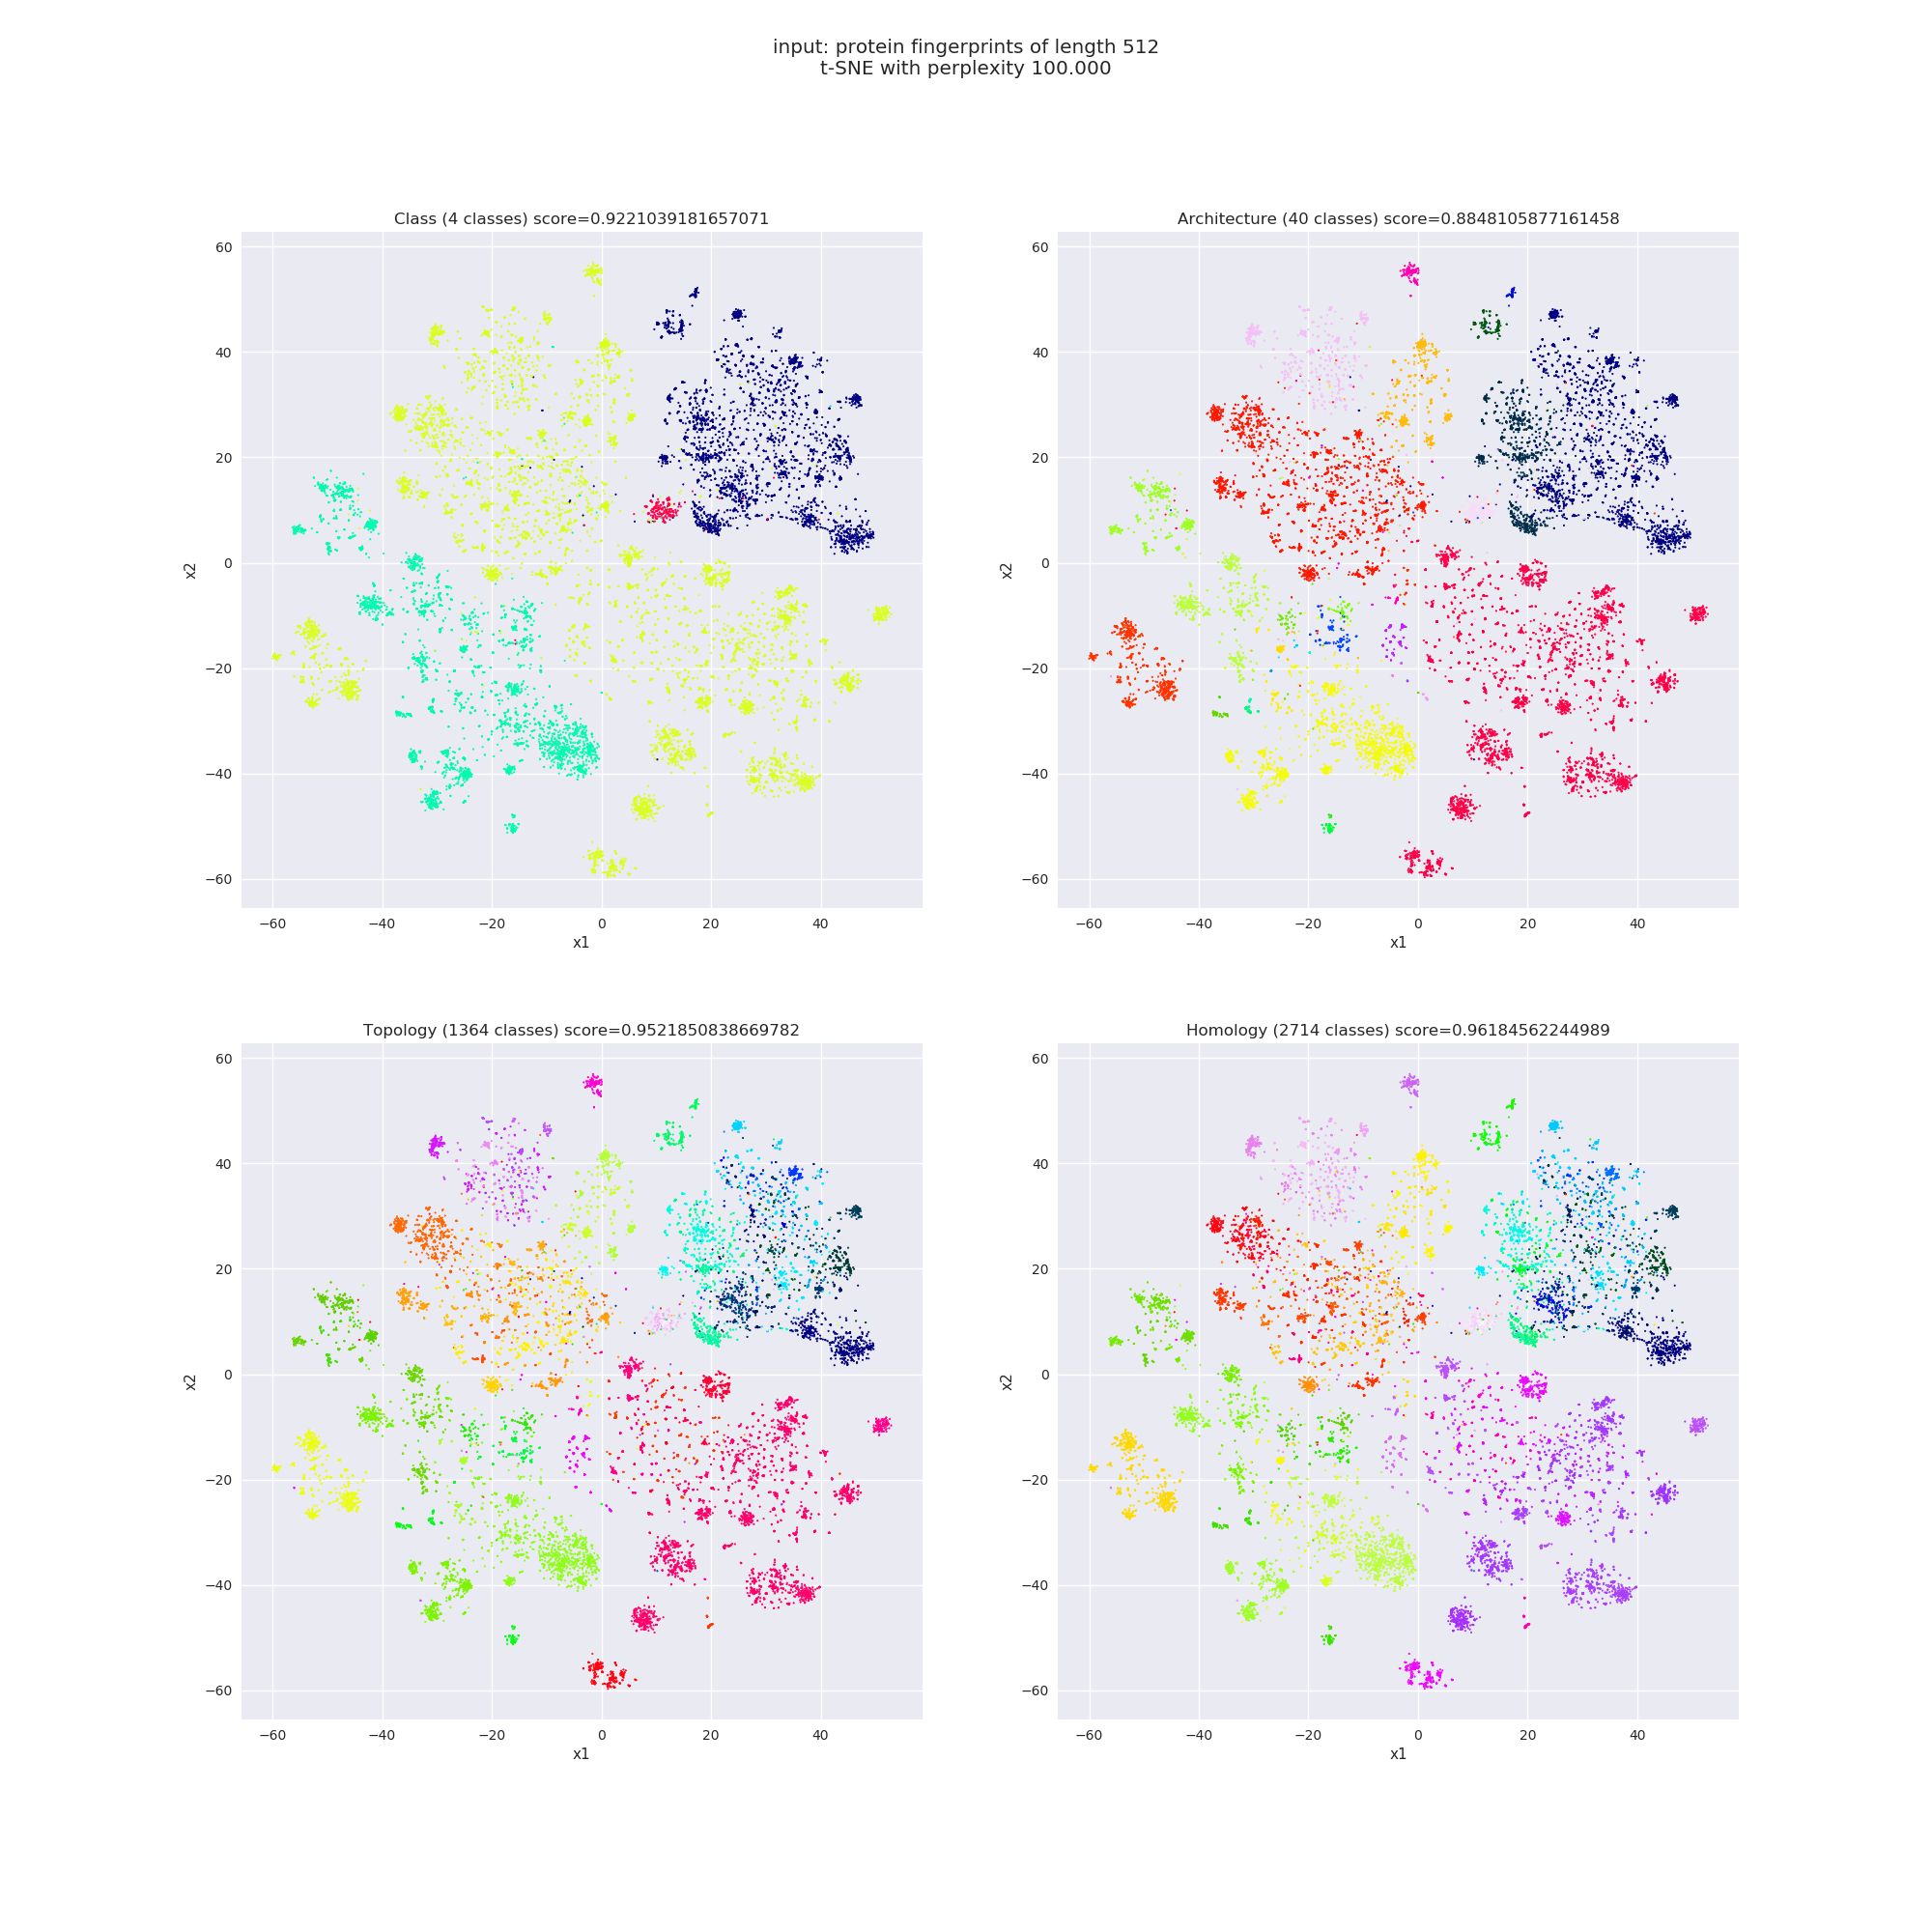 input: protein fingerprints of length 512
t-SNE with perplexity 100.000
Class (4 classes) score=0.9221039181657071
60
40
20
0
−20
−40
−60
x2
−60 −40 −20 0 20 40
x1
Architecture (40 classes) score=0.8848105877161458
60
40
20
0
−20
−40
−60
x2
−60 −40 −20 0 20 40
x1
Topology (1364 classes) score=0.9521850838669782
60
40
20
0
−20
−40
−60
x2
−60 −40 −20 0 20 40
x1
Homology (2714 classes) score=0.96184562244989
60
40
20
0
−20
−40
−60
x2
−60 −40 −20 0 20 40
x1